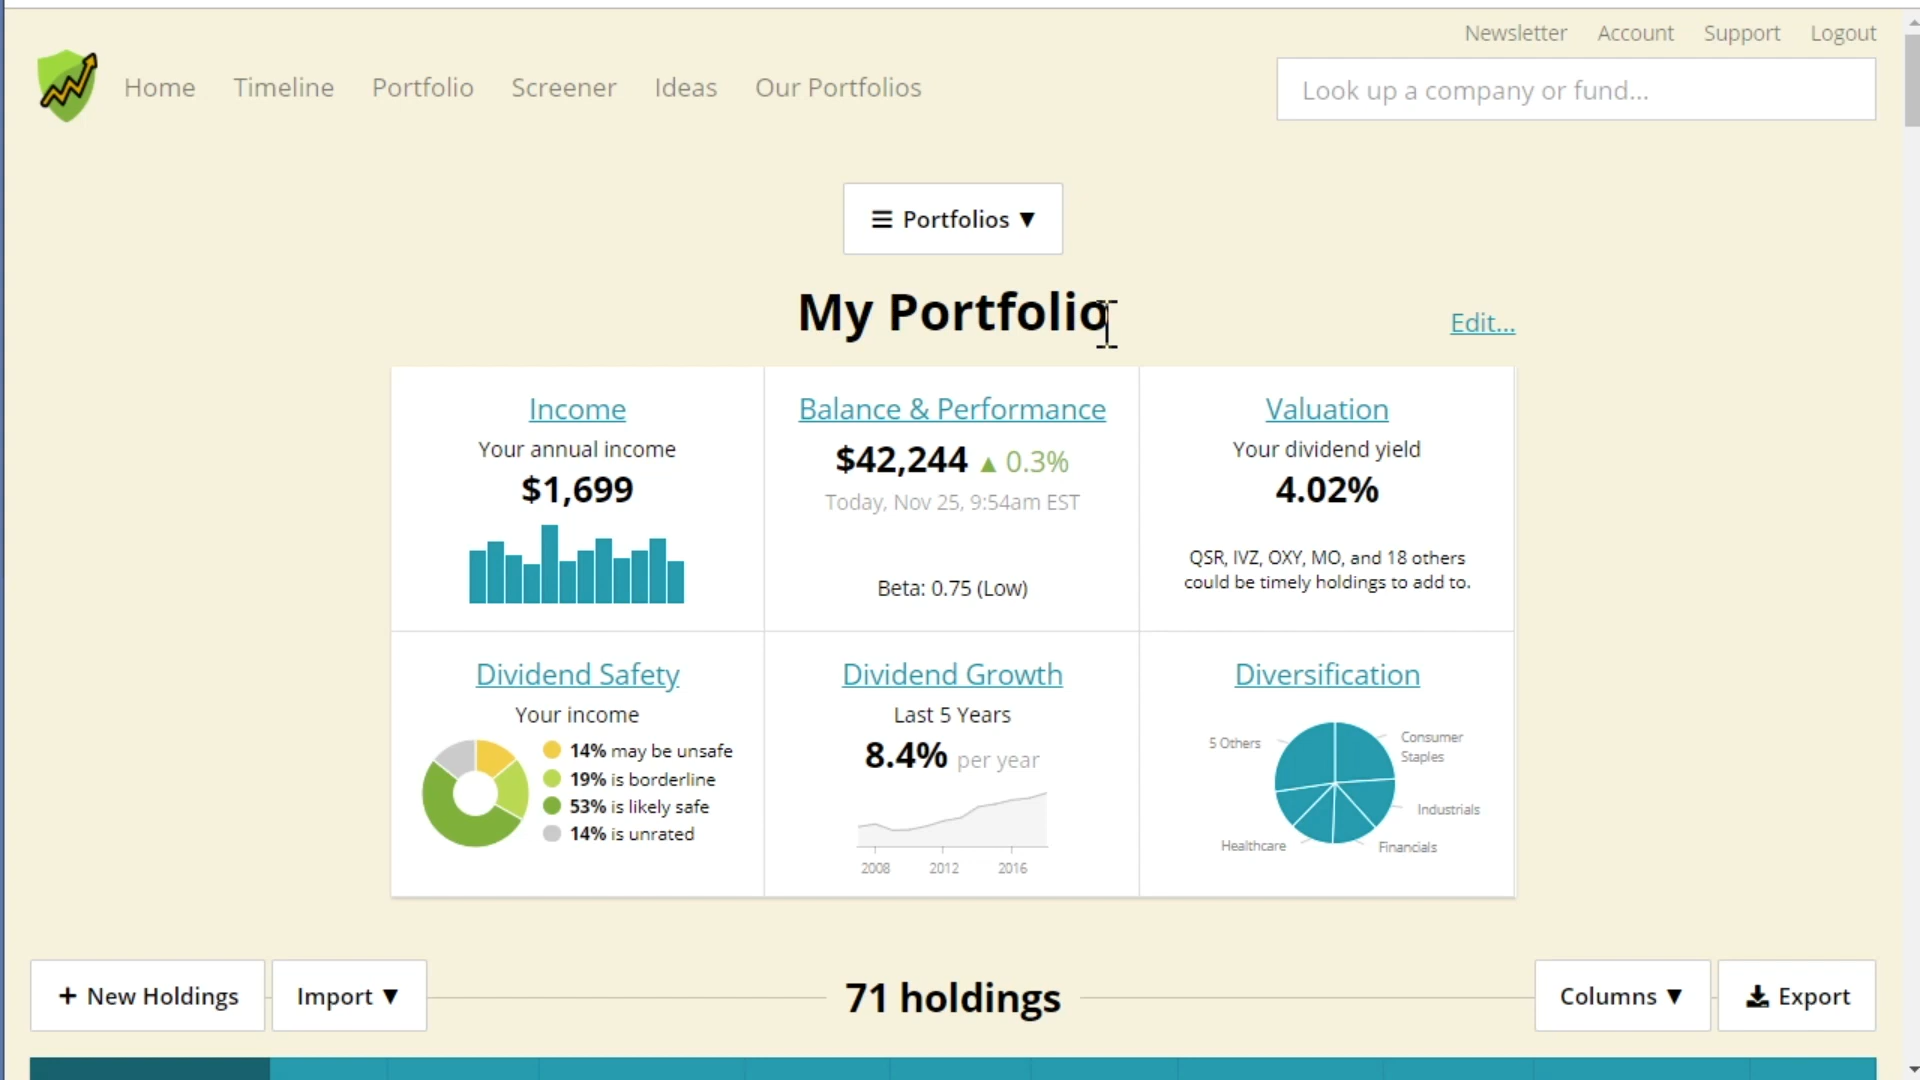 Newsletter Account Support Logout
Home Timeline Portfolio Screener Ideas Our Portfolios
Look up a company or fund...
☰ Portfolios ▼
My Portfolio
Edit...
Income
Your annual income
$1,699
Balance & Performance
$42,244 ▲ 0.3%
Today, Nov 25, 9:54am EST
Beta: 0.75 (Low)
Valuation
Your dividend yield
4.02%
QSR, IVZ, OXY, MO, and 18 others
could be timely holdings to add to.
Dividend Safety
Your income
14% may be unsafe
19% is borderline
53% is likely safe
14% is unrated
Dividend Growth
Last 5 Years
8.4% per year
2008 2012 2016
Diversification
5 Others
Consumer
Staples
Industrials
Healthcare
Financials
+ New Holdings
Import ▼
71 holdings
Columns ▼
Export